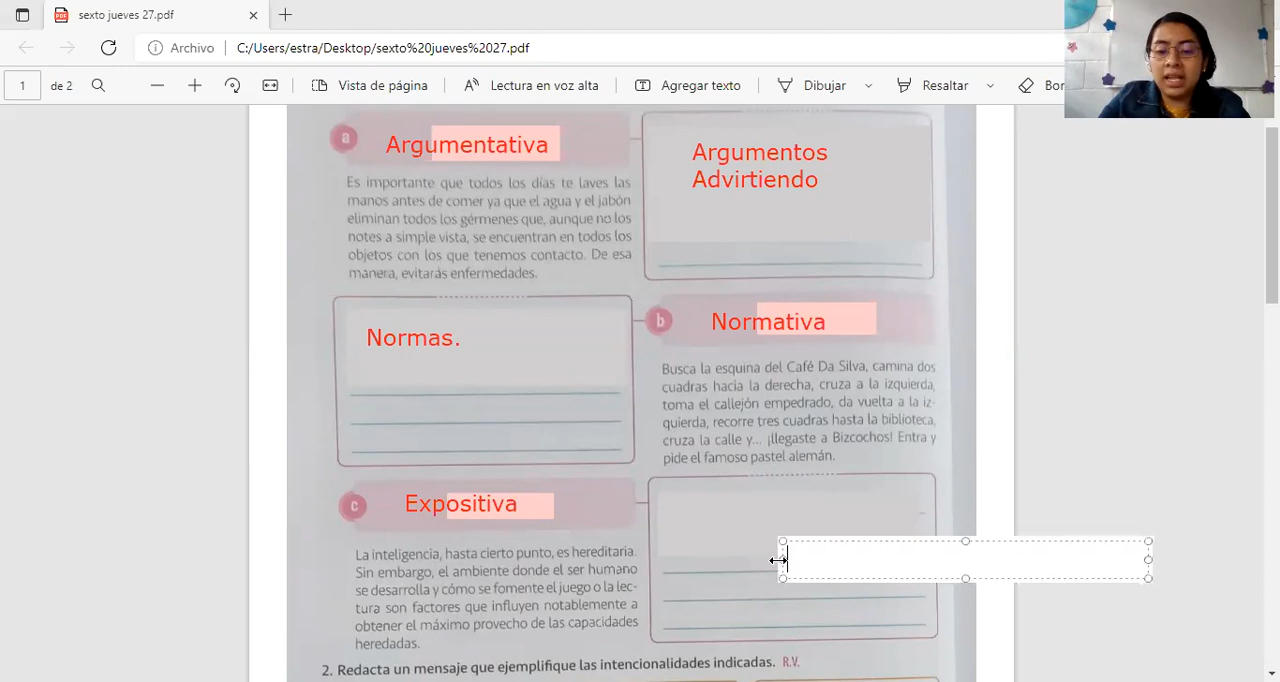 sexto jueves 27.pdf
Archivo
C:/Users/estra/Desktop/sexto%20jueves%2027.pdf
1 de 2
Vista de página
Lectura en voz alta
Agregar texto
Dibujar
Resaltar
a
Argumentativa
Es importante que todos los días te laves las
manos antes de comer ya que el agua y el jabón
eliminan todos los gérmenes que, aunque no los
notes a simple vista, se encuentran en todos los
objetos con los que tenemos contacto. De esa
manera, evitarás enfermedades.
Argumentos
Advirtiendo
Normas.
b
Normativa
Busca la esquina del Café Da Silva, camina dos
cuadras hacia la derecha, cruza a la izquierda,
toma el callejón empedrado, da vuelta a la iz-
quierda, recorre tres cuadras hasta la biblioteca,
cruza la calle y... ¡llegaste a Bizcochos! Entra y
pide el famoso pastel alemán.
c
Expositiva
La inteligencia, hasta cierto punto, es hereditaria.
Sin embargo, el ambiente donde el ser humano
se desarrolla y cómo se fomente el juego o la lec-
tura son factores que influyen notablemente a
obtener el máximo provecho de las capacidades
heredadas.
2. Redacta un mensaje que ejemplifique las intencionalidades indicadas. R.V.